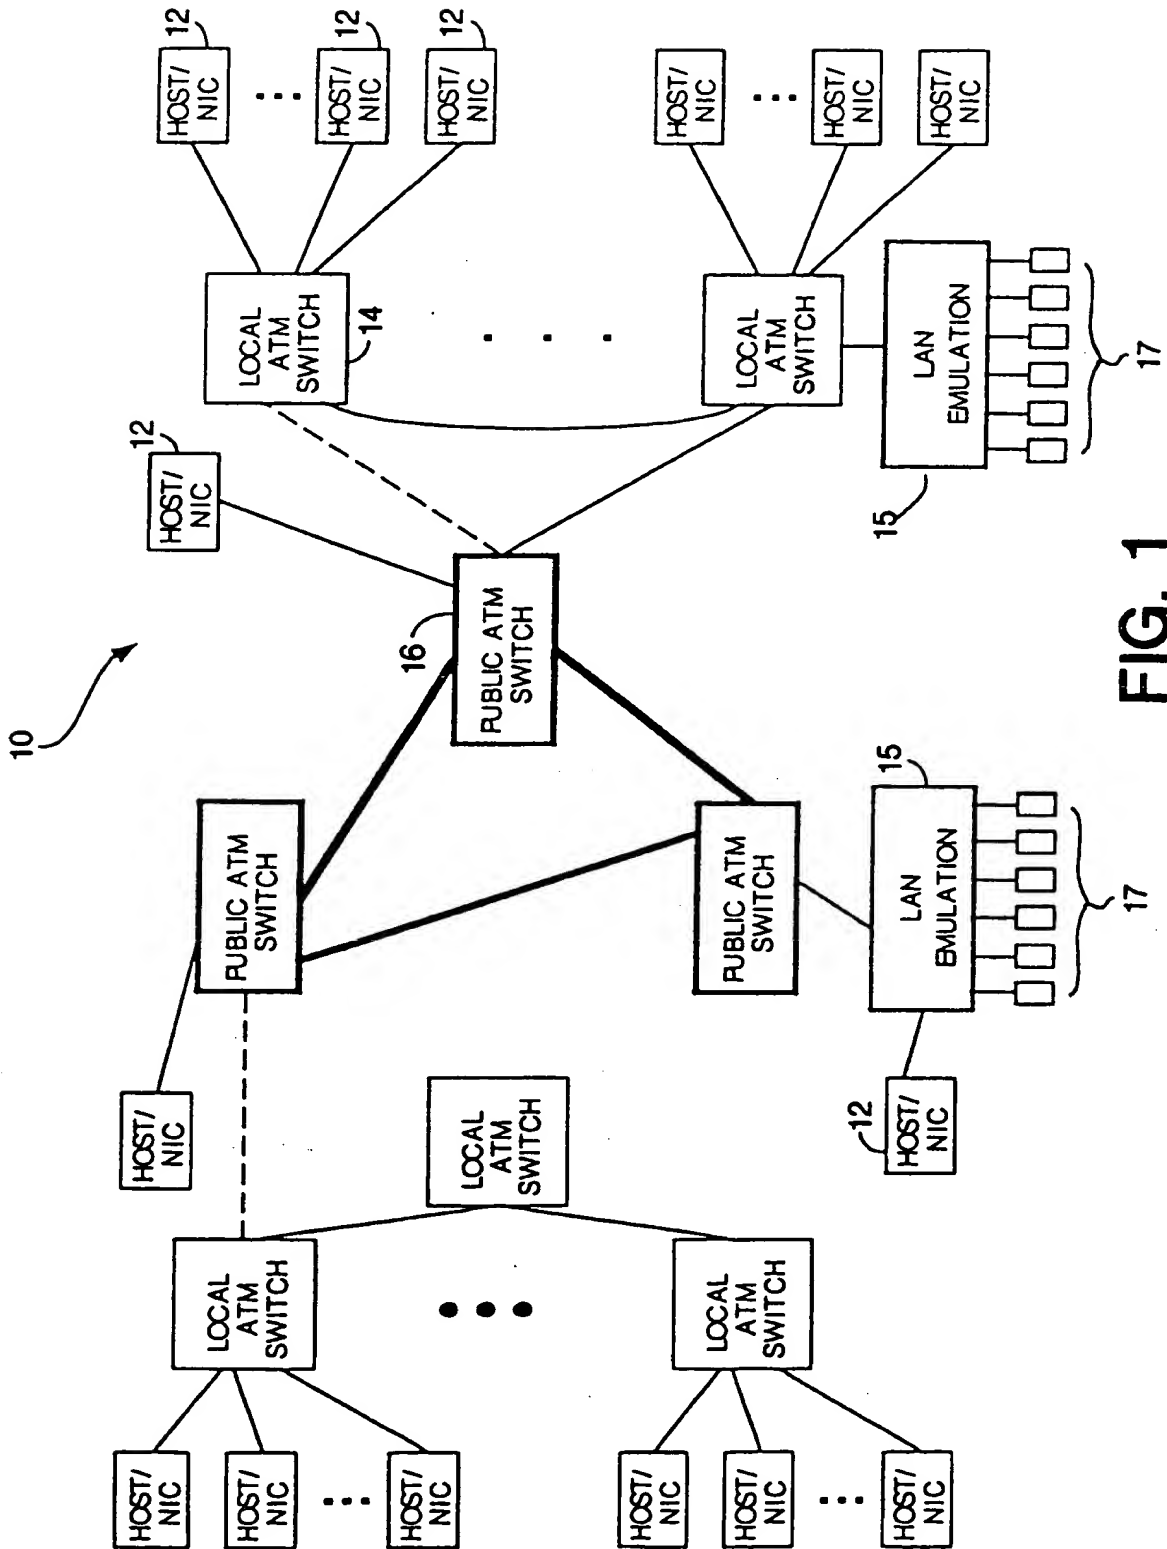 10
HOST/
NIC
HOST/
NIC
12
HOST/
NIC
12
HOST/
NIC
LOCAL
ATM
SWITCH
PUBLIC ATM
SWITCH
LOCAL
ATM
SWITCH
14
HOST/
NIC
12
HOST/
NIC
HOST/
NIC
16
12
HOST/
NIC
LOCAL
ATM
SWITCH
PUBLIC ATM
SWITCH
HOST/
NIC
HOST/
NIC
HOST/
NIC
LOCAL
ATM
SWITCH
PUBLIC ATM
SWITCH
LOCAL
ATM
SWITCH
HOST/
NIC
HOST/
NIC
12
HOST/
NIC
15
LAN
EMULATION
15
LAN
EMULATION
HOST/
NIC
17
17
FIG. 1